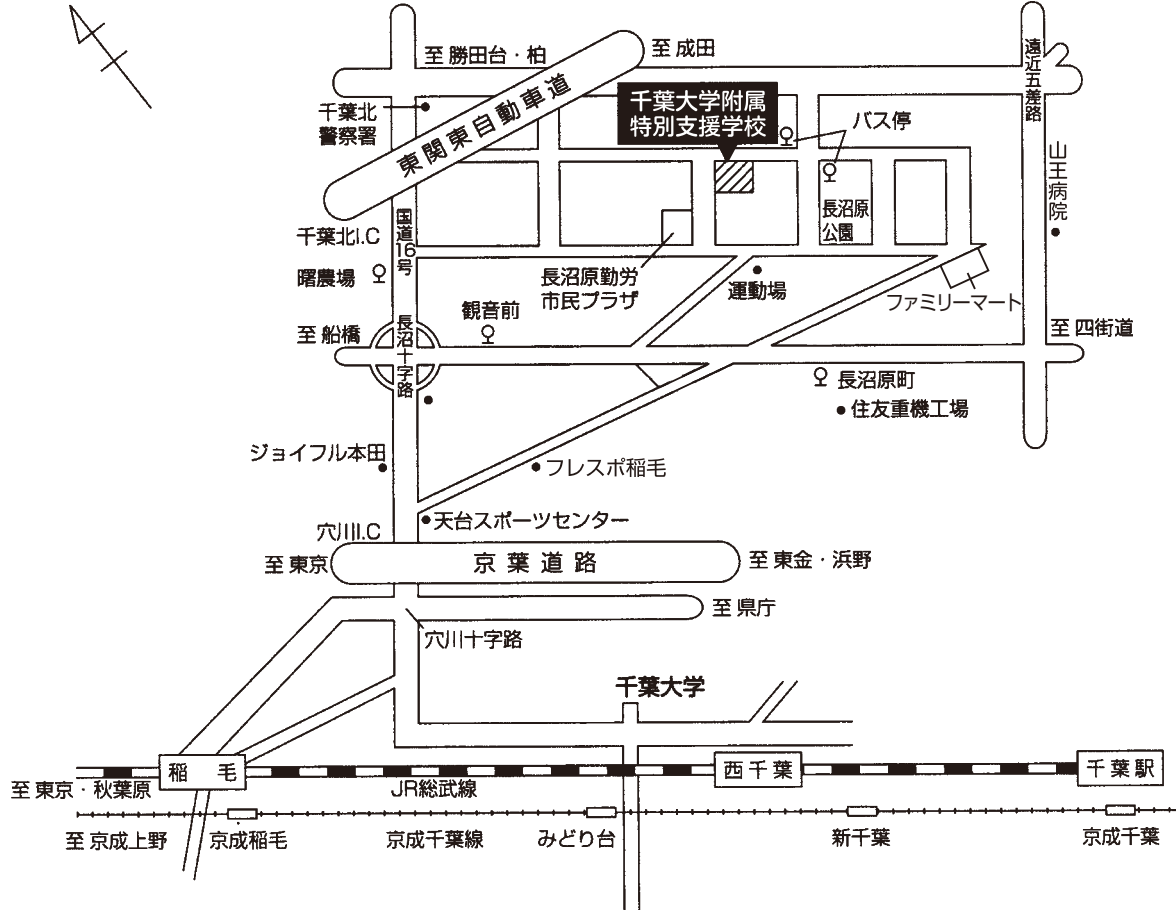 至 勝田台・柏
至 成田
遠近五差路
千葉北
警察署
東関東自動車道
千葉大学附属
特別支援学校
バス停
山王病院
千葉北I.C
国道16号
長沼原
公園
曙農場
長沼原勤労
市民プラザ
運動場
ファミリーマート
観音前
至 船橋
長沼十字路
至 四街道
長沼原町
住友重機工場
ジョイフル本田
フレスポ稲毛
天台スポーツセンター
穴川I.C
至 東京
京葉道路
至 東金・浜野
至 県庁
穴川十字路
千葉大学
稲毛
西千葉
千葉駅
至 東京・秋葉原
JR総武線
至 京成上野
京成稲毛
京成千葉線
みどり台
新千葉
京成千葉